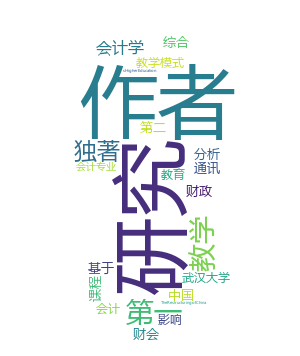 会计学
综合
教学模式
作者
第二
独著
会计专业
分析
通讯
教育
财政
研究
教学
基于
武汉大学
课程
中国
会计
第一
影响
财会